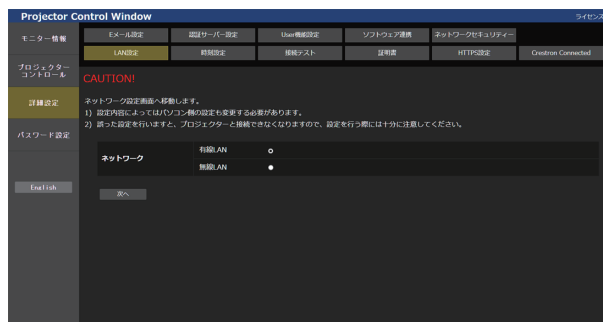 Projector Control Window
ライセンス
モニター情報
プロジェクター
コントロール
詳細設定
パスワード設定
English
Eメール設定 認証サーバー設定 User機能設定 ソフトウェア連携 ネットワークセキュリティー
LAN設定 時刻設定 接続テスト 証明書 HTTPS設定 Crestron Connected
CAUTION!
ネットワーク設定画面へ移動します。
1) 設定内容によってはパソコン側の設定も変更する必要があります。
2) 誤った設定を行いますと、プロジェクターと接続できなくなりますので、設定を行う際には十分に注意してください。
ネットワーク
有線LAN
無線LAN
次へ